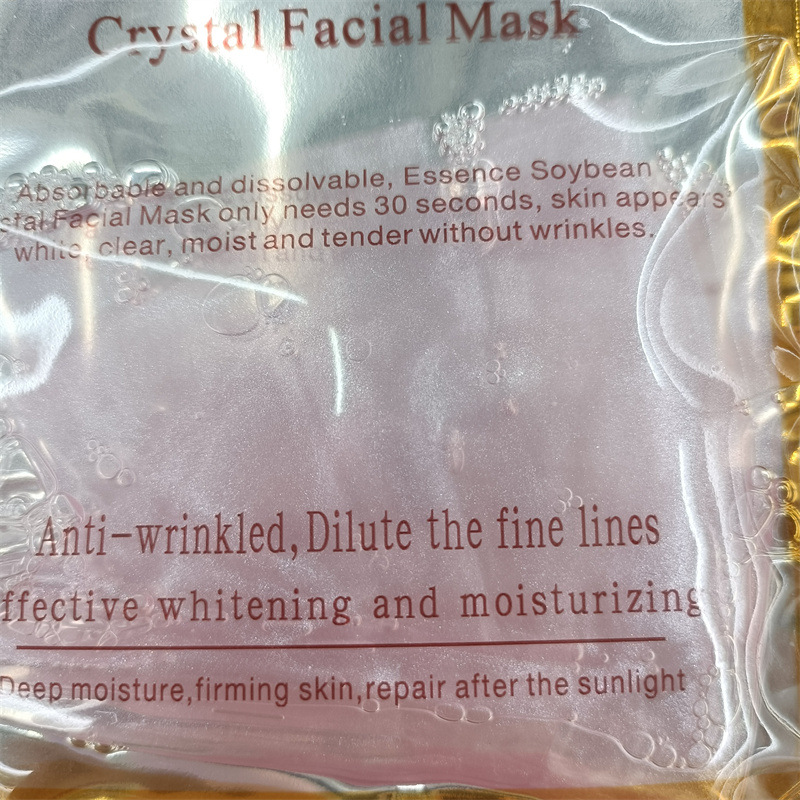 Crystal Facial Mask
Absorbable and dissolvable, Essence Soybean
stal Facial Mask only needs 30 seconds, skin appears
white, clear, moist and tender without wrinkles.
Anti-wrinkled, Dilute the fine lines
ffective whitening and moisturizing
Deep moisture,firming skin,repair after the sunlight